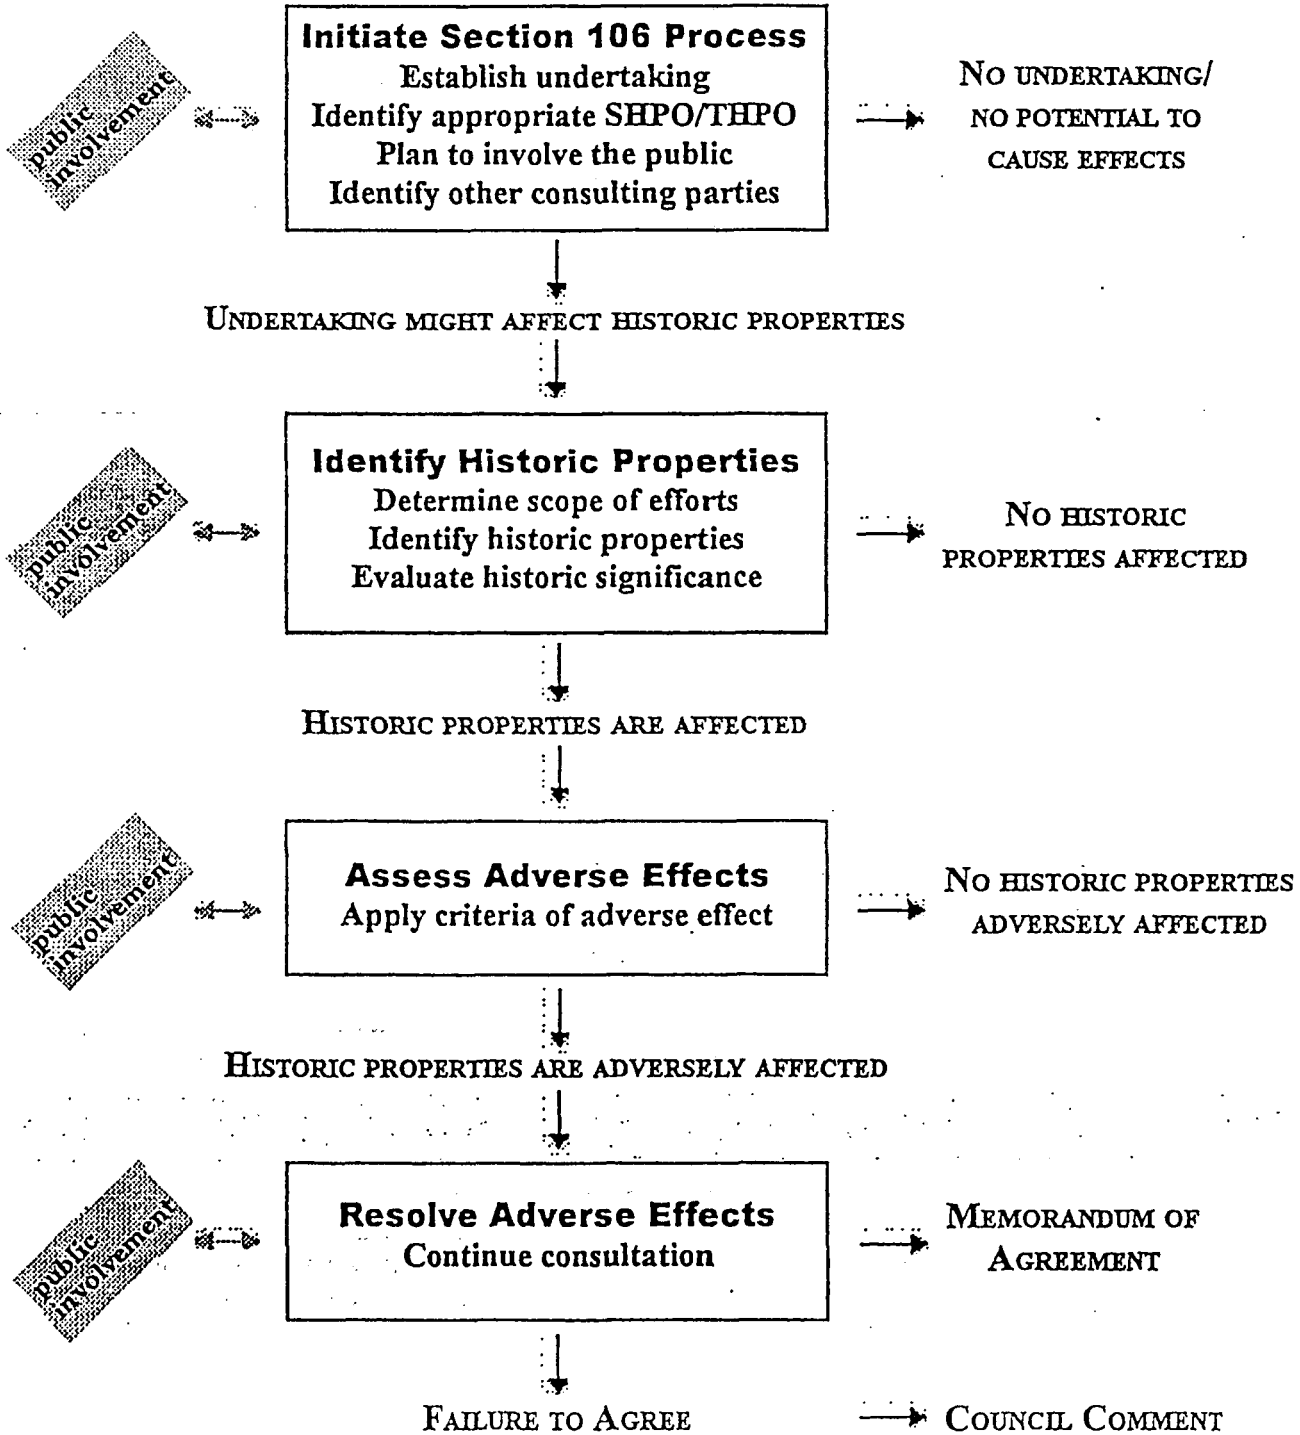 Initiate Section 106 Process
Establish undertaking
Identify appropriate SHPO/THPO
Plan to involve the public
Identify other consulting parties
public
involvement
NO UNDERTAKING/
NO POTENTIAL TO
CAUSE EFFECTS
UNDERTAKING MIGHT AFFECT HISTORIC PROPERTIES
Identify Historic Properties
Determine scope of efforts
Identify historic properties
Evaluate historic significance
public
involvement
NO HISTORIC
PROPERTIES AFFECTED
HISTORIC PROPERTIES ARE AFFECTED
Assess Adverse Effects
Apply criteria of adverse effect
public
involvement
NO HISTORIC PROPERTIES
ADVERSELY AFFECTED
HISTORIC PROPERTIES ARE ADVERSELY AFFECTED
Resolve Adverse Effects
Continue consultation
public
involvement
MEMORANDUM OF
AGREEMENT
FAILURE TO AGREE
COUNCIL COMMENT